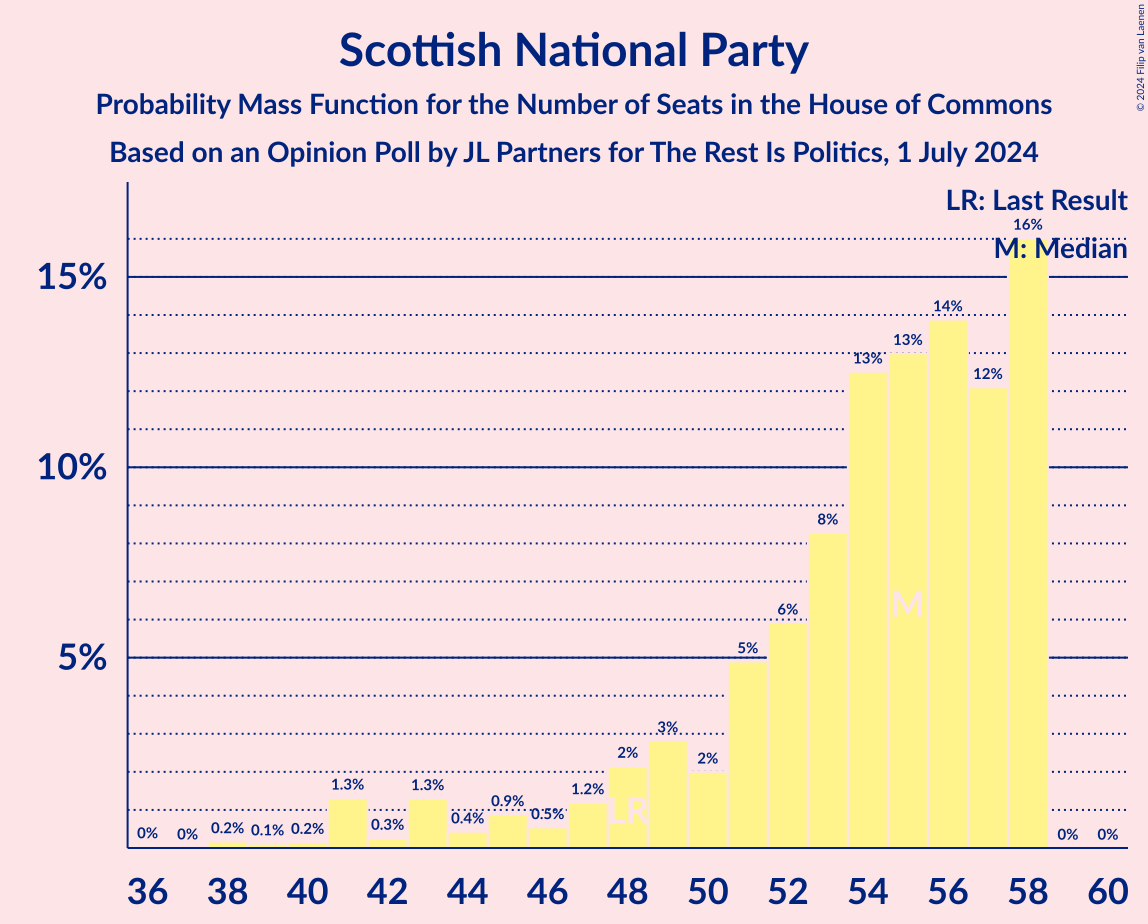 Scottish National Party
Probability Mass Function for the Number of Seats in the House of Commons
Based on an Opinion Poll by JL Partners for The Rest Is Politics, 1 July 2024
© 2024 Filip van Laenen
LR: Last Result
M: Median
15%
10%
5%
0% 0% 0.2% 0.1% 0.2% 1.3% 0.3% 1.3% 0.4% 0.9% 0.5% 1.2% 2% 3% 2% 5% 6% 8% 13% 13% 14% 12% 16% 0% 0%
LR
M
36 38 40 42 44 46 48 50 52 54 56 58 60